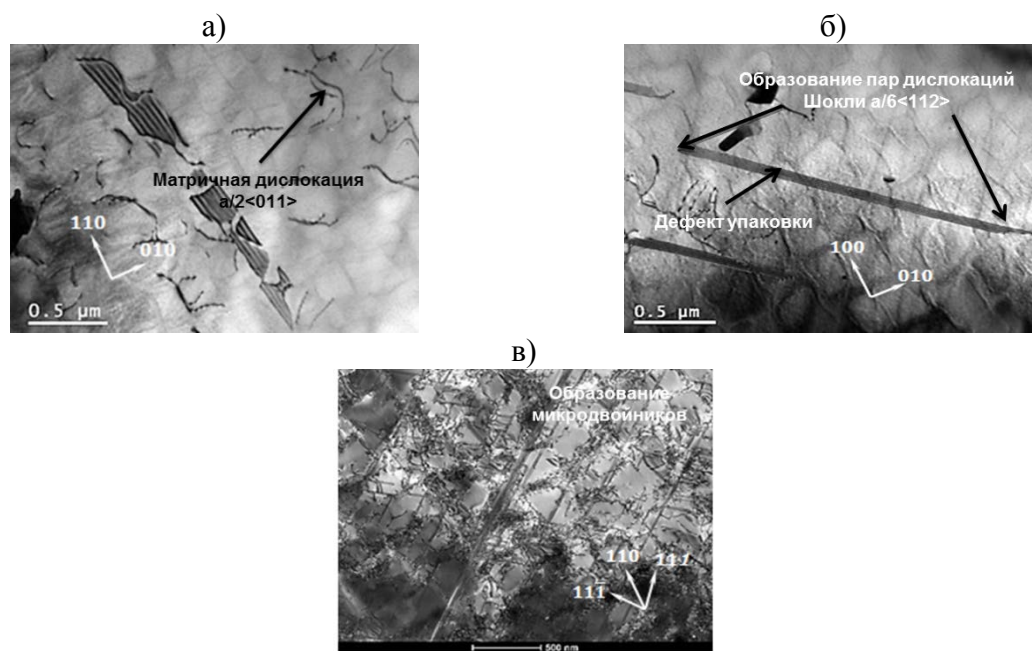 а)
б)
Матричная дислокация
а/2<011>
110
010
0.5 µm
Образование пар дислокаций
Шокли а/6<112>
Дефект упаковки
100
010
0.5 µm
в)
Образование
микродвойников
110
111
111̅
500 nm